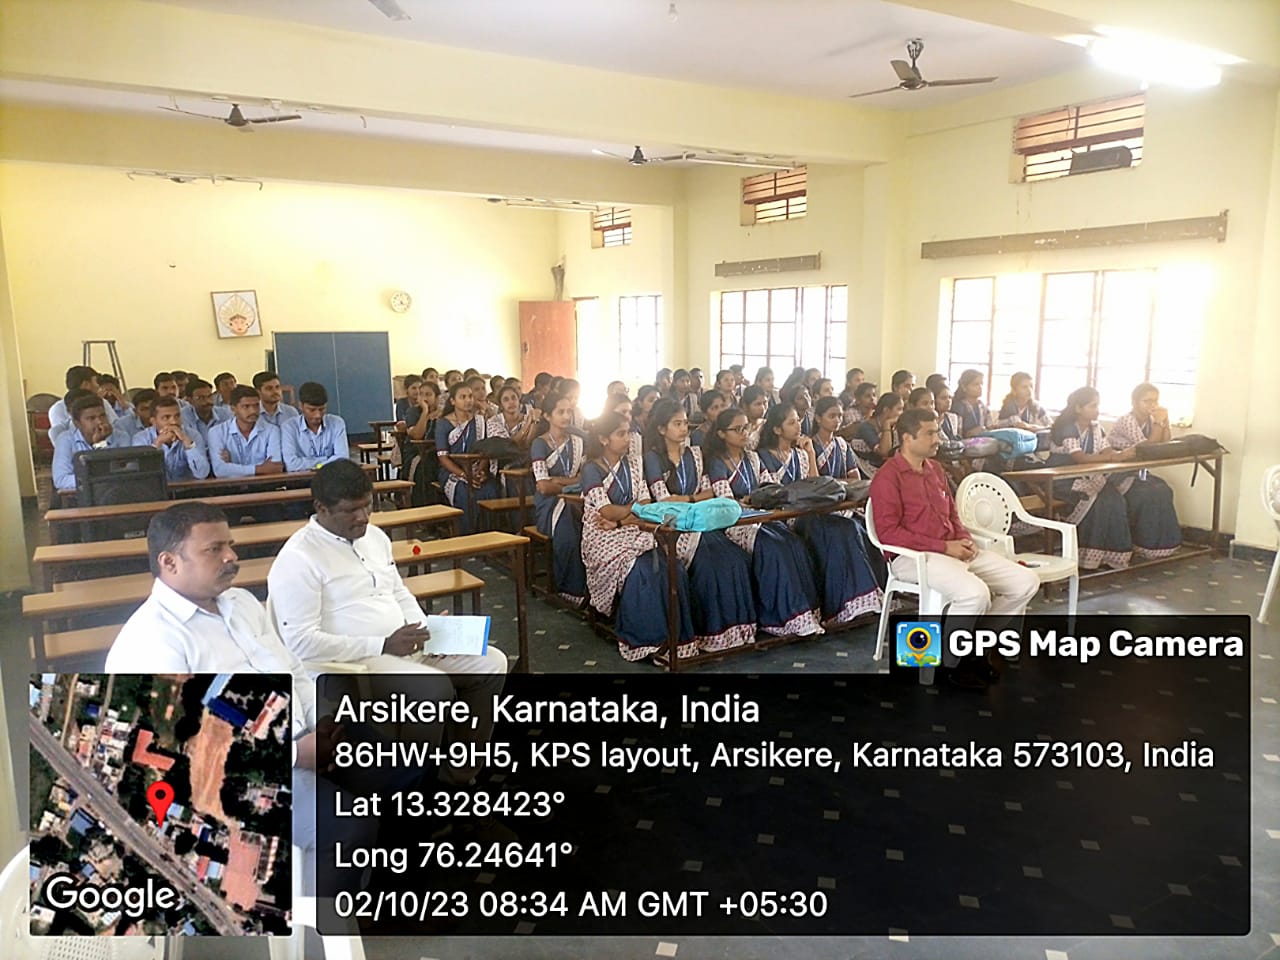 GPS Map Camera
Arsikere, Karnataka, India
86HW+9H5, KPS layout, Arsikere, Karnataka 573103, India
Lat 13.328423°
Long 76.24641°
02/10/23 08:34 AM GMT +05:30
Google